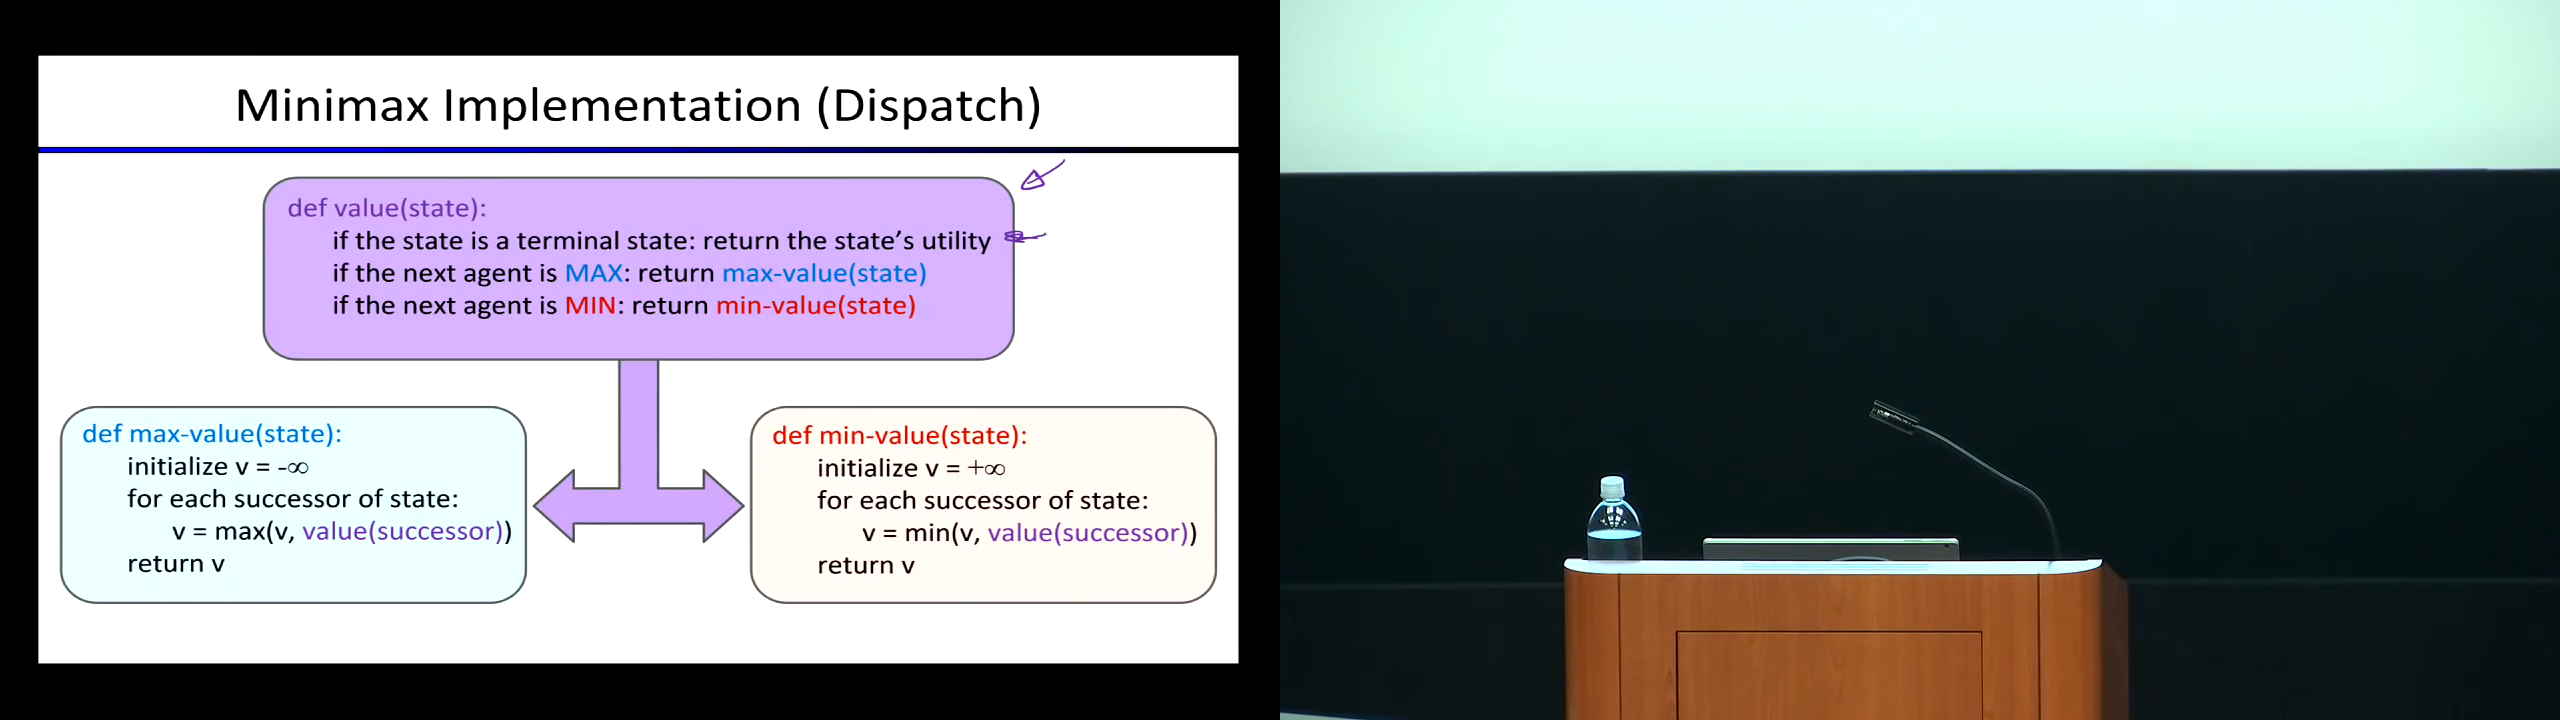 Minimax Implementation (Dispatch)
def value(state):
if the state is a terminal state: return the state’s utility
if the next agent is MAX: return max-value(state)
if the next agent is MIN: return min-value(state)
def max-value(state):
initialize v = -∞
for each successor of state:
v = max(v, value(successor))
return v
def min-value(state):
initialize v = +∞
for each successor of state:
v = min(v, value(successor))
return v